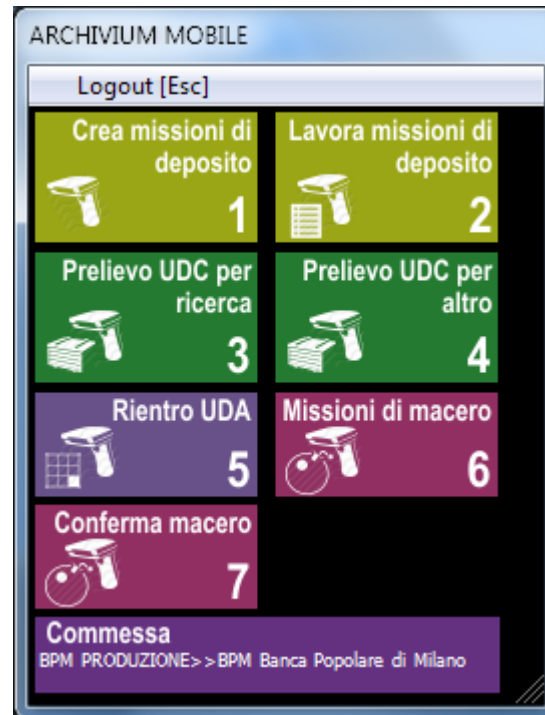 ARCHIVIUM MOBILE
Logout [Esc]
Crea missioni di
deposito
1
Lavora missioni di
deposito
2
Prelievo UDC per
ricerca
3
Prelievo UDC per
altro
4
Rientro UDA
5
Missioni di macero
6
Conferma macero
7
Commessa
BPM PRODUZIONE>>BPM Banca Popolare di Milano